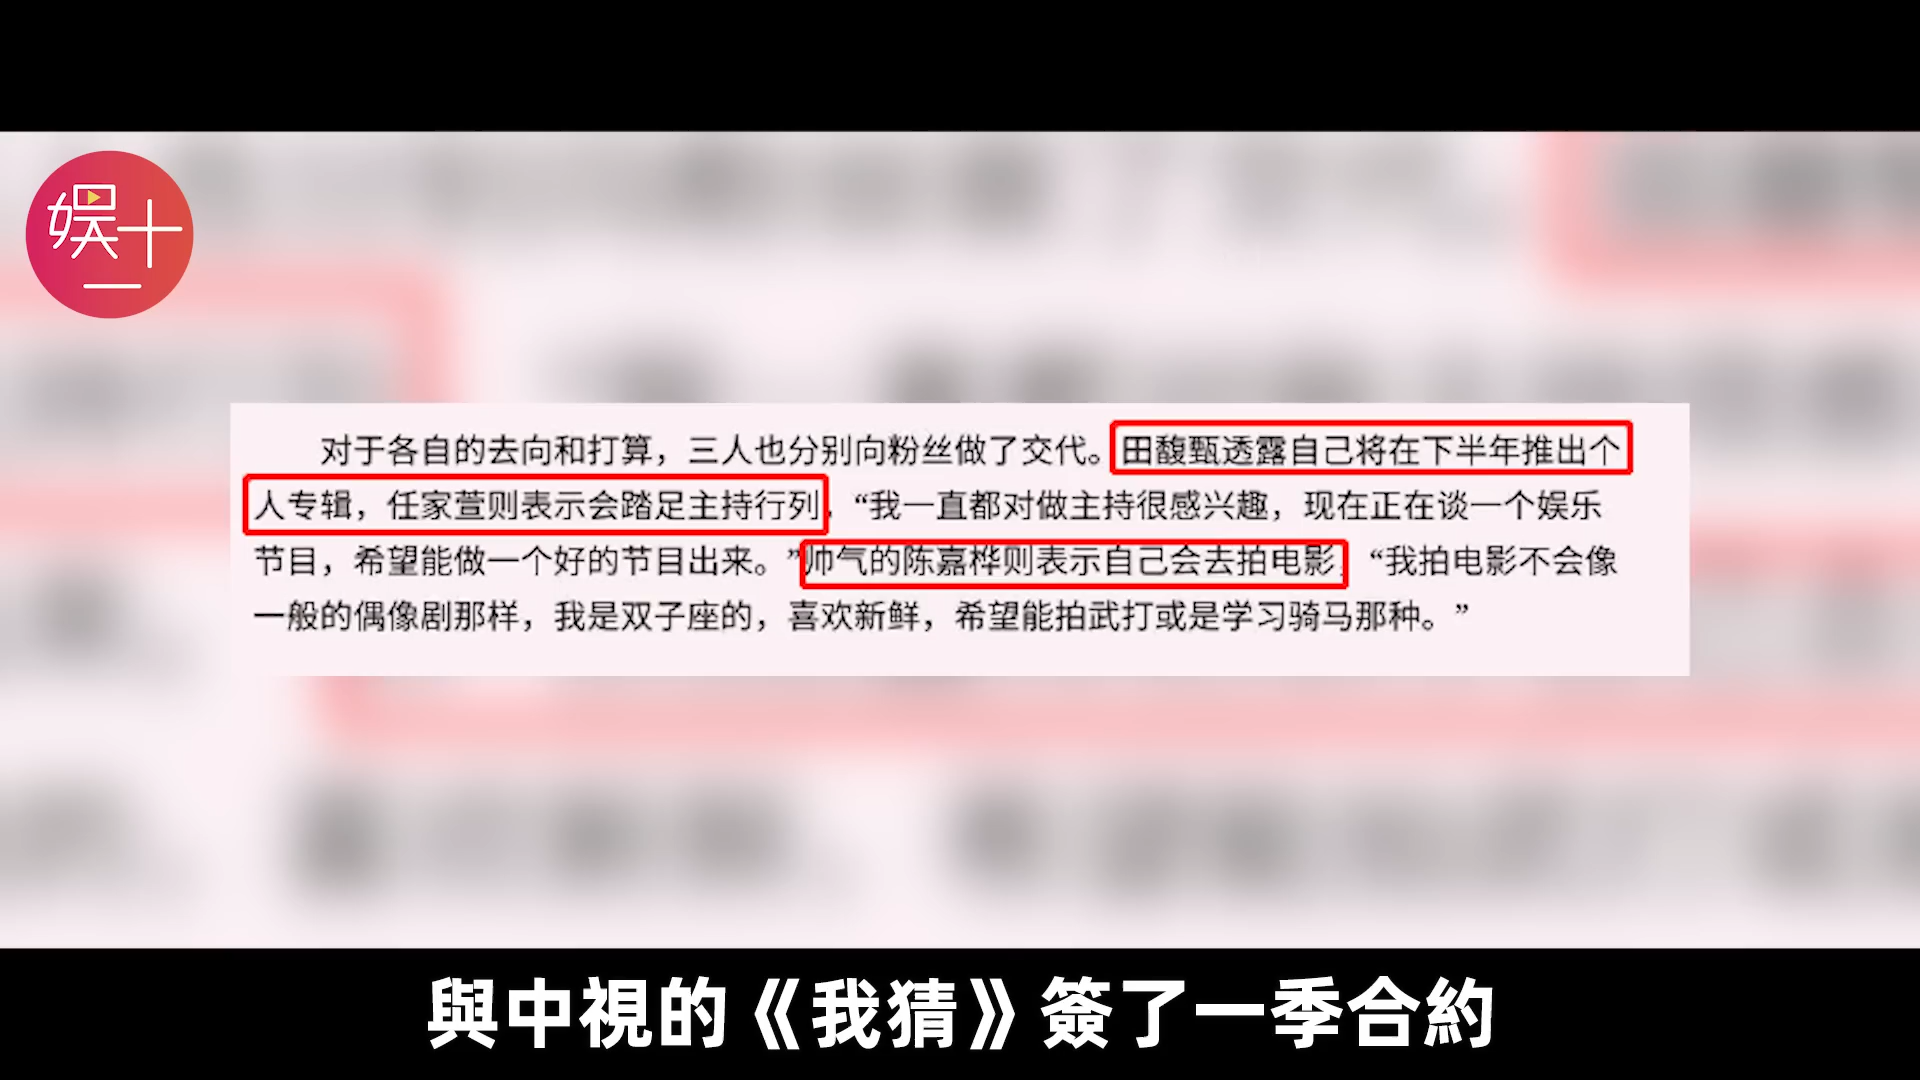 娱十一
对于各自的去向和打算，三人也分别向粉丝做了交代。田馥甄透露自己将在下半年推出个
人专辑，任家萱则表示会踏足主持行列，“我一直都对做主持很感兴趣，现在正在谈一个娱乐
节目，希望能做一个好的节目出来。”帅气的陈嘉桦则表示自己会去拍电影，“我拍电影不会像
一般的偶像剧那样，我是双子座的，喜欢新鲜，希望能拍武打或是学习骑马那种。”
與中視的《我猜》簽了一季合約